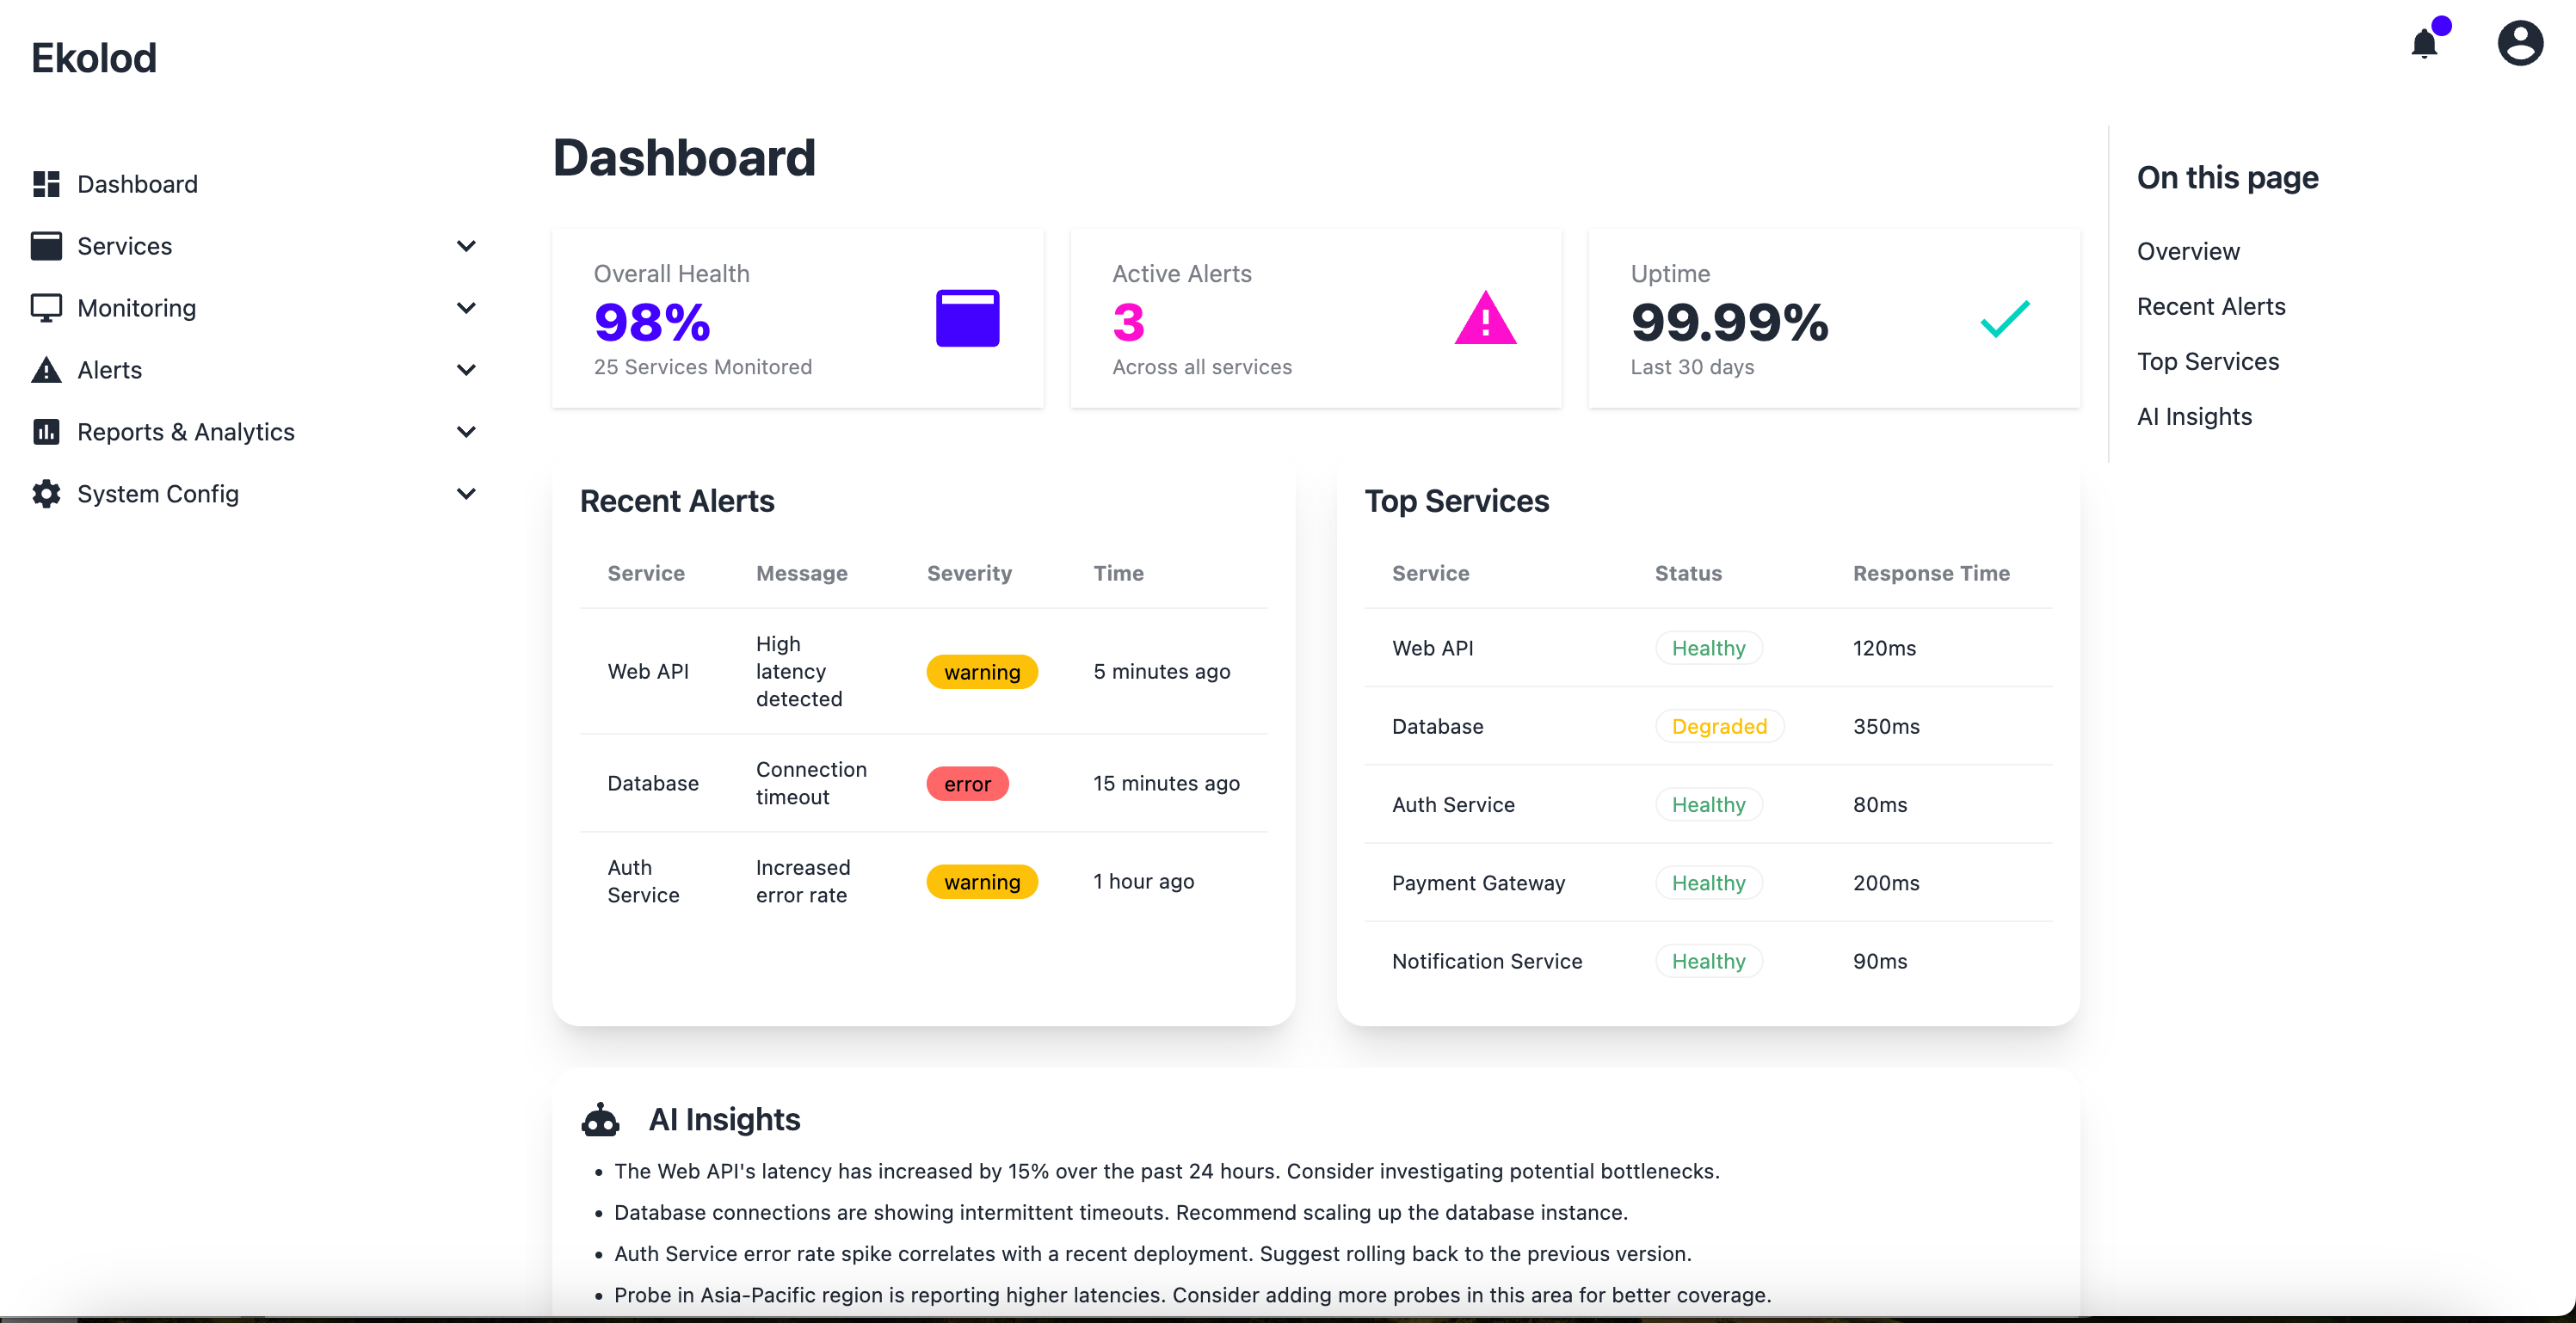 Ekolod
Dashboard
Services
Monitoring
Alerts
Reports & Analytics
System Config
Dashboard
Overall Health
98%
25 Services Monitored
Active Alerts
3
Across all services
Uptime
99.99%
Last 30 days
Recent Alerts
Service Message Severity Time
Web API
High
latency
detected
warning
5 minutes ago
Database
Connection
timeout
error
15 minutes ago
Auth
Service
Increased
error rate
warning
1 hour ago
Top Services
Service Status Response Time
Web API Healthy 120ms
Database Degraded 350ms
Auth Service Healthy 80ms
Payment Gateway Healthy 200ms
Notification Service Healthy 90ms
AI Insights
• The Web API's latency has increased by 15% over the past 24 hours. Consider investigating potential bottlenecks.
• Database connections are showing intermittent timeouts. Recommend scaling up the database instance.
• Auth Service error rate spike correlates with a recent deployment. Suggest rolling back to the previous version.
• Probe in Asia-Pacific region is reporting higher latencies. Consider adding more probes in this area for better coverage.
On this page
Overview
Recent Alerts
Top Services
AI Insights